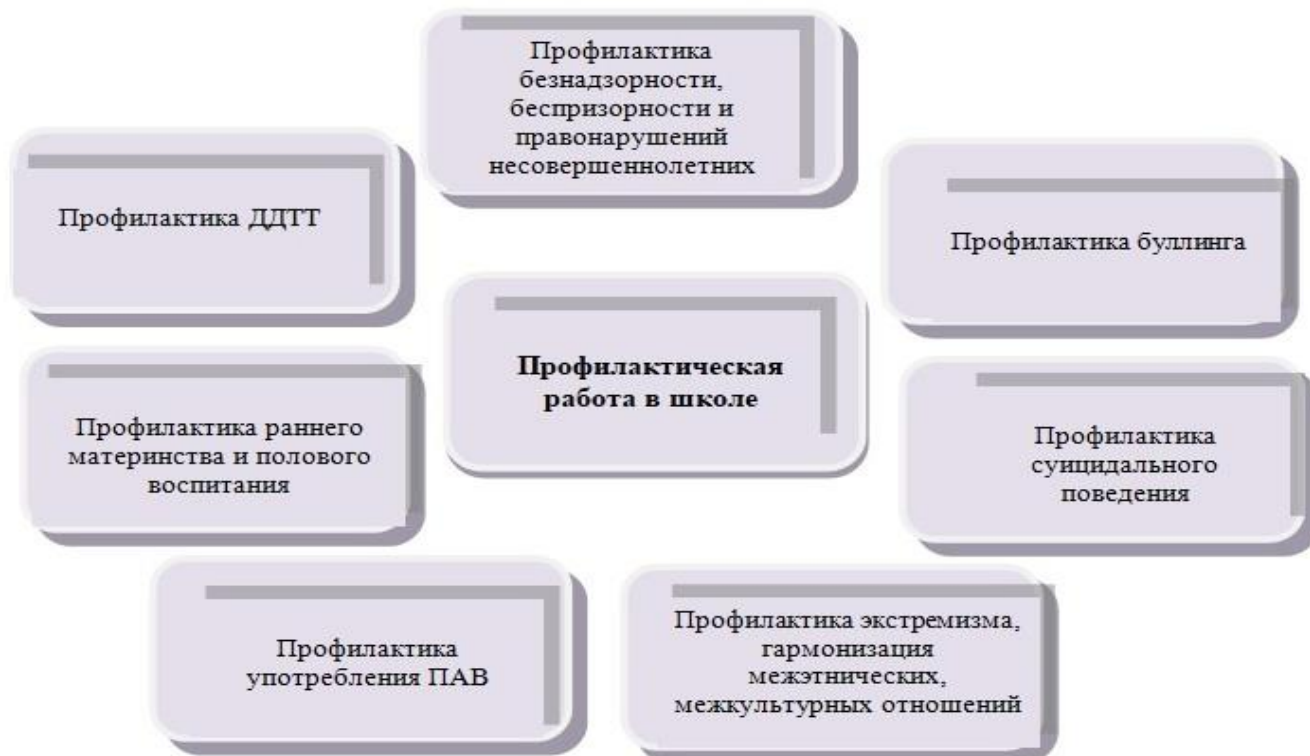 Профилактика
безнадзорности,
беспризорности и
правонарушений
несовершеннолетних
Профилактика ДДТТ
Профилактика буллинга
Профилактическая
работа в школе
Профилактика раннего
материнства и полового
воспитания
Профилактика
суицидального
поведения
Профилактика
употребления ПАВ
Профилактика экстремизма,
гармонизация
межэтнических,
межкультурных отношений